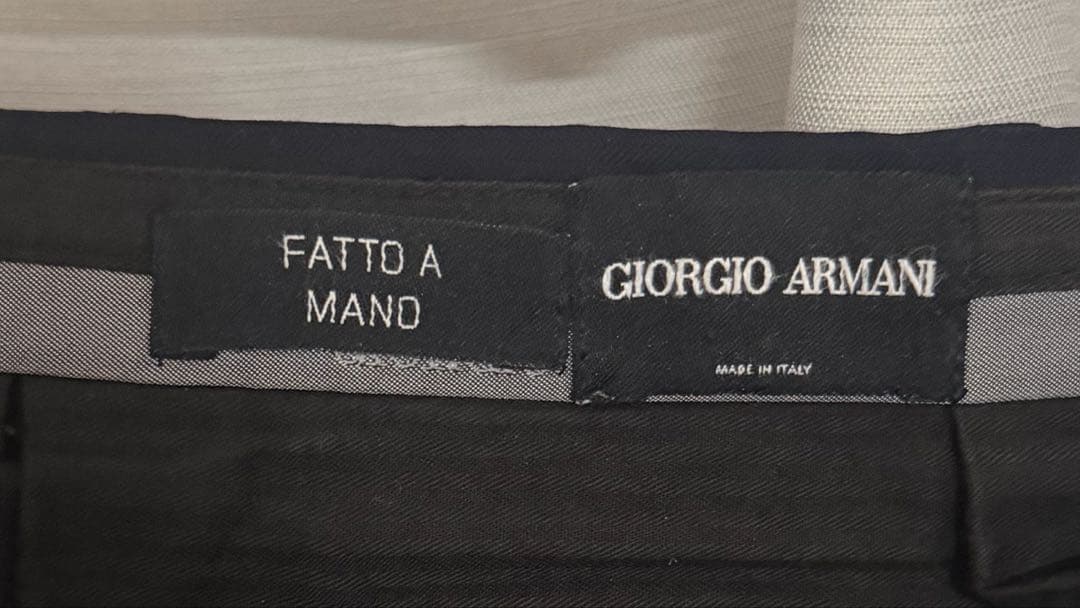 FATTO A
MANO
GIORGIO ARMANI
MADE IN ITALY